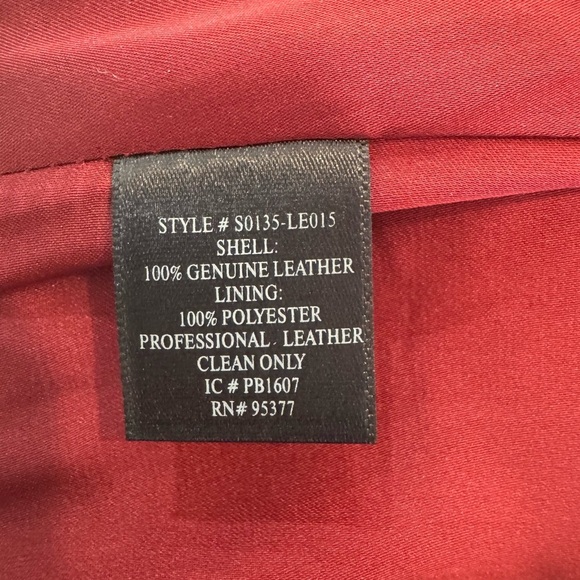 STYLE # S0135-LE015
SHELL:
100% GENUINE LEATHER
LINING:
100% POLYESTER
PROFESSIONAL LEATHER
CLEAN ONLY
IC # PB1607
RN# 95377